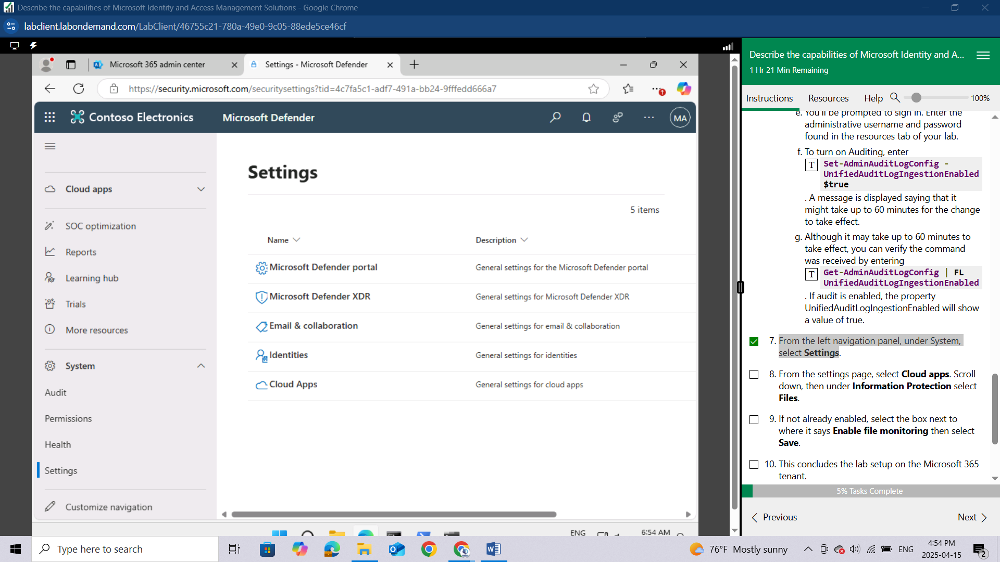 Describe the capabilities of Microsoft Identity and Access Management Solutions - Google Chrome
labclient.labondemand.com/LabClient/46755c21-780a-49e0-9c05-88ede5ce46cf
Microsoft 365 admin center
Settings - Microsoft Defender
https://security.microsoft.com/securitysettings?tid=4c7fa5c1-adf7-491a-bb24-9fffedd666a7
Contoso Electronics
Microsoft Defender
MA
Cloud apps
SOC optimization
Reports
Learning hub
Trials
More resources
System
Audit
Permissions
Health
Settings
Customize navigation
Settings
5 items
Name
Description
Microsoft Defender portal
General settings for the Microsoft Defender portal
Microsoft Defender XDR
General settings for Microsoft Defender XDR
Email & collaboration
General settings for email & collaboration
Identities
General settings for identities
Cloud Apps
General settings for cloud apps
ENG
6:54 AM
Describe the capabilities of Microsoft Identity and A...
1 Hr 21 Min Remaining
Instructions
Resources
Help
100%
e. You'll be prompted to sign in. Enter the
administrative username and password
found in the resources tab of your lab.
f. To turn on Auditing, enter
T
Set-AdminAuditLogConfig -
UnifiedAuditLogIngestionEnabled
$true
. A message is displayed saying that it
might take up to 60 minutes for the change
to take effect.
g. Although it may take up to 60 minutes to
take effect, you can verify the command
was received by entering
T
Get-AdminAuditLogConfig | FL
UnifiedAuditLogIngestionEnabled
. If audit is enabled, the property
UnifiedAuditLogIngestionEnabled will show
a value of true.
7. From the left navigation panel, under System,
select Settings.
8. From the settings page, select Cloud apps. Scroll
down, then under Information Protection select
Files.
9. If not already enabled, select the box next to
where it says Enable file monitoring then select
Save.
10. This concludes the lab setup on the Microsoft 365
tenant.
5% Tasks Complete
Previous
Next
Type here to search
76°F Mostly sunny
ENG
4:54 PM
2025-04-15
2